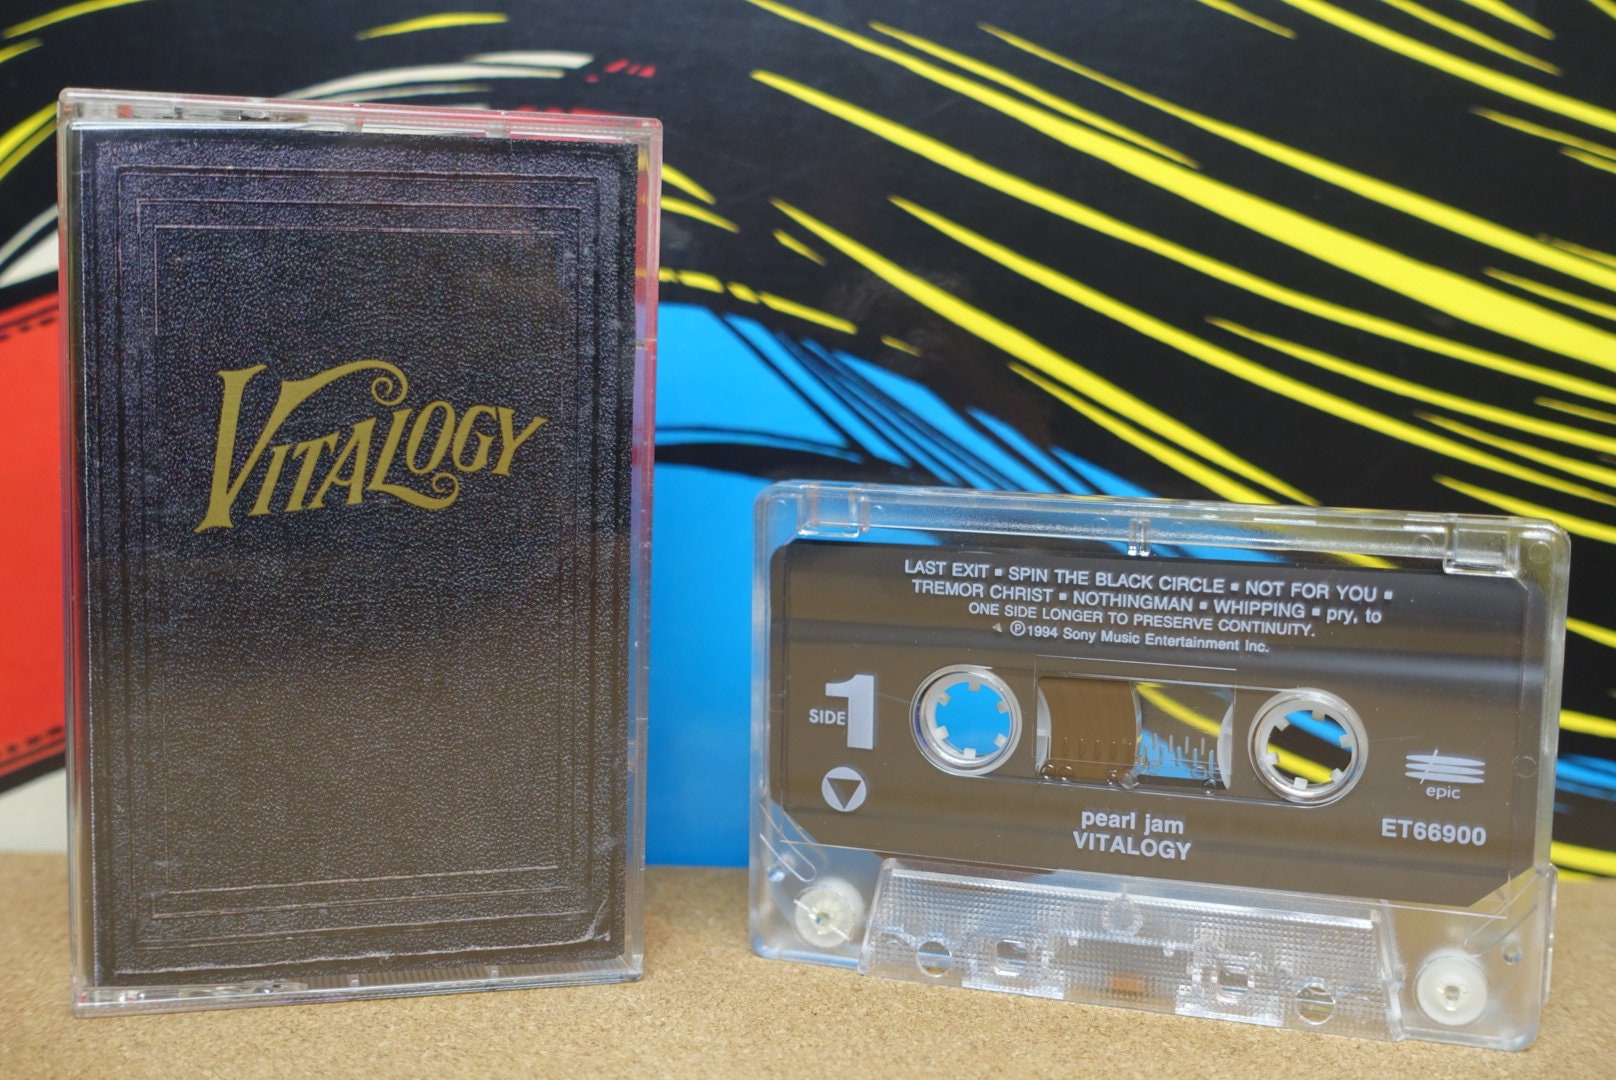 VITALOGY
LAST EXIT ▪ SPIN THE BLACK CIRCLE ▪ NOT FOR YOU ▪
TREMOR CHRIST ▪ NOTHINGMAN ▪ WHIPPING ▪ pry, to
ONE SIDE LONGER TO PRESERVE CONTINUITY.
℗1994 Sony Music Entertainment Inc.
SIDE 1
epic
pearl jam
VITALOGY
ET66900